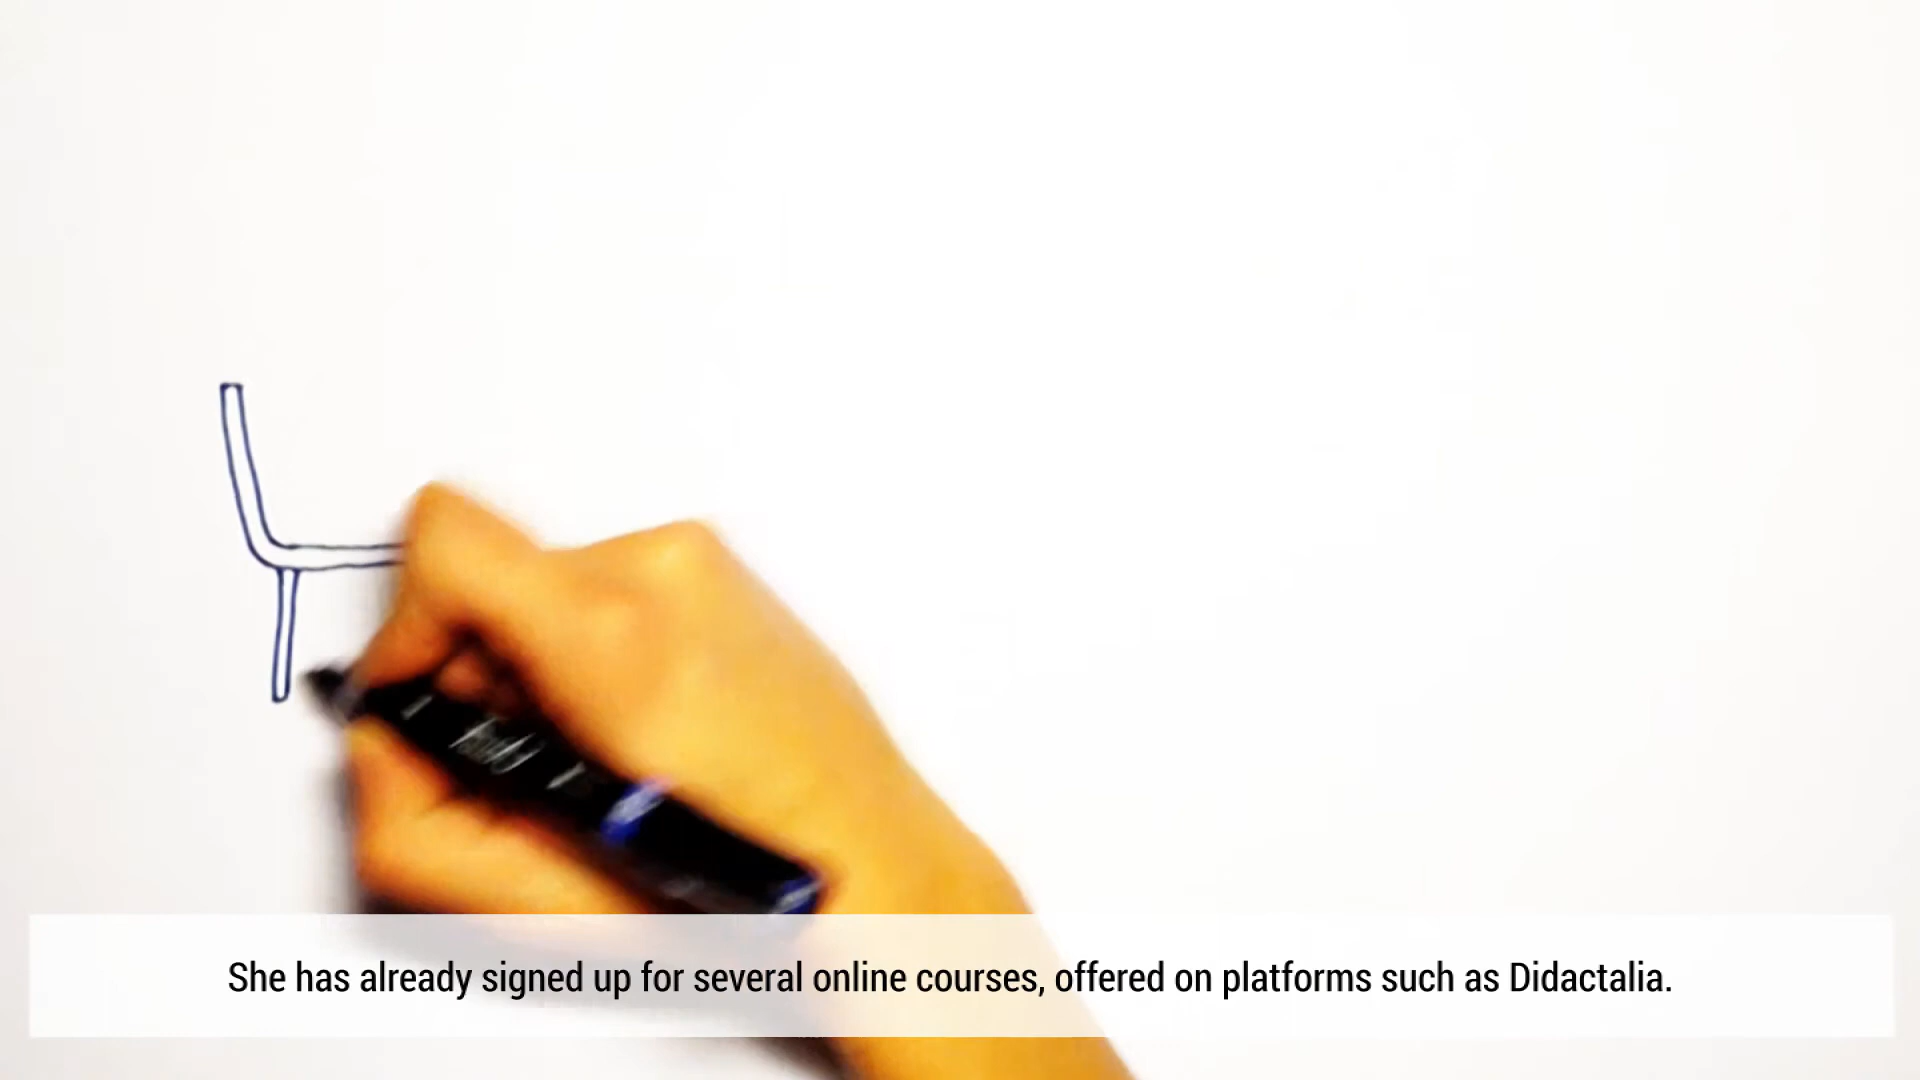 She has already signed up for several online courses, offered on platforms such as Didactalia.